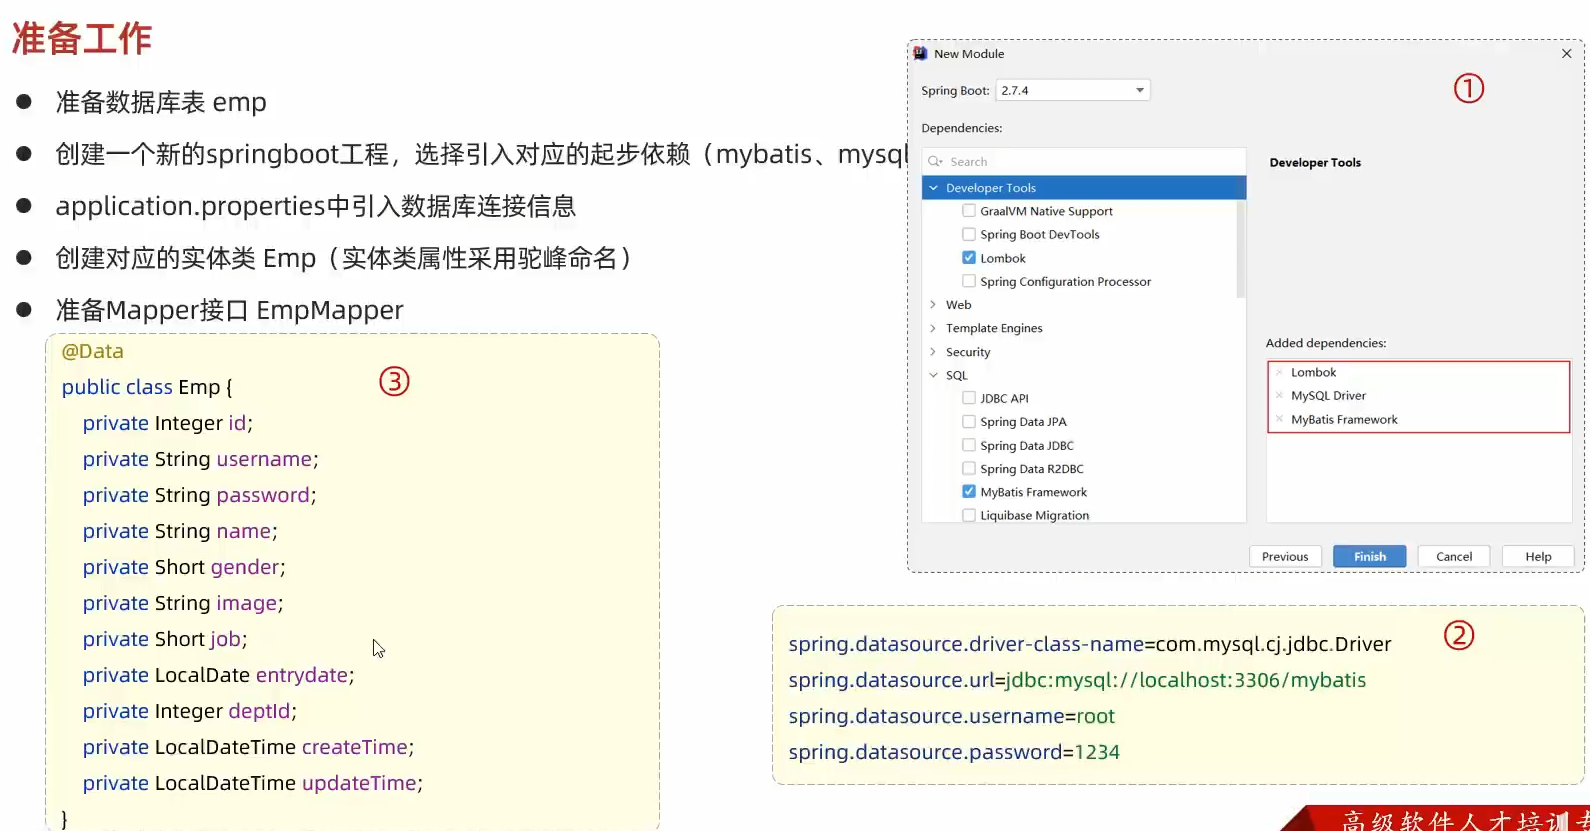 准备工作
准备数据库表 emp
创建一个新的springboot工程，选择引入对应的起步依赖（mybatis、mysql
application.properties中引入数据库连接信息
创建对应的实体类 Emp（实体类属性采用驼峰命名）
准备Mapper接口 EmpMapper
@Data
③
public class Emp {
private Integer id;
private String username;
private String password;
private String name;
private Short gender;
private String image;
private Short job;
private LocalDate entrydate;
private Integer deptId;
private LocalDateTime createTime;
private LocalDateTime updateTime;
}
New Module
Spring Boot: 2.7.4
①
Dependencies:
Search
Developer Tools
GraalVM Native Support
Spring Boot DevTools
Lombok
Spring Configuration Processor
Web
Template Engines
Security
SQL
JDBC API
Spring Data JPA
Spring Data JDBC
Spring Data R2DBC
MyBatis Framework
Liquibase Migration
Developer Tools
Added dependencies:
Lombok
MySQL Driver
MyBatis Framework
Previous
Finish
Cancel
Help
②
spring.datasource.driver-class-name=com.mysql.cj.jdbc.Driver
spring.datasource.url=jdbc:mysql://localhost:3306/mybatis
spring.datasource.username=root
spring.datasource.password=1234
高级软件人才培训